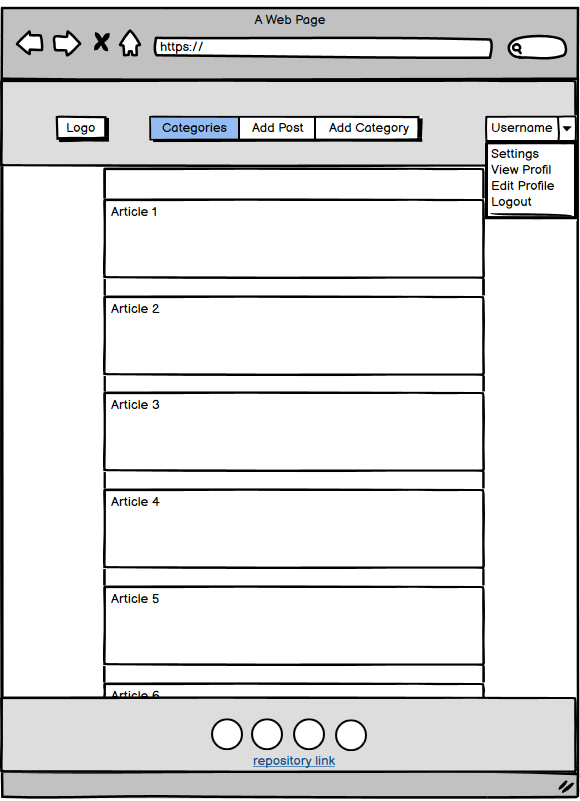 A Web Page
https://
Logo
Categories
Add Post
Add Category
Username
Settings
View Profil
Edit Profile
Logout
Article 1
Article 2
Article 3
Article 4
Article 5
Article 6
repository link